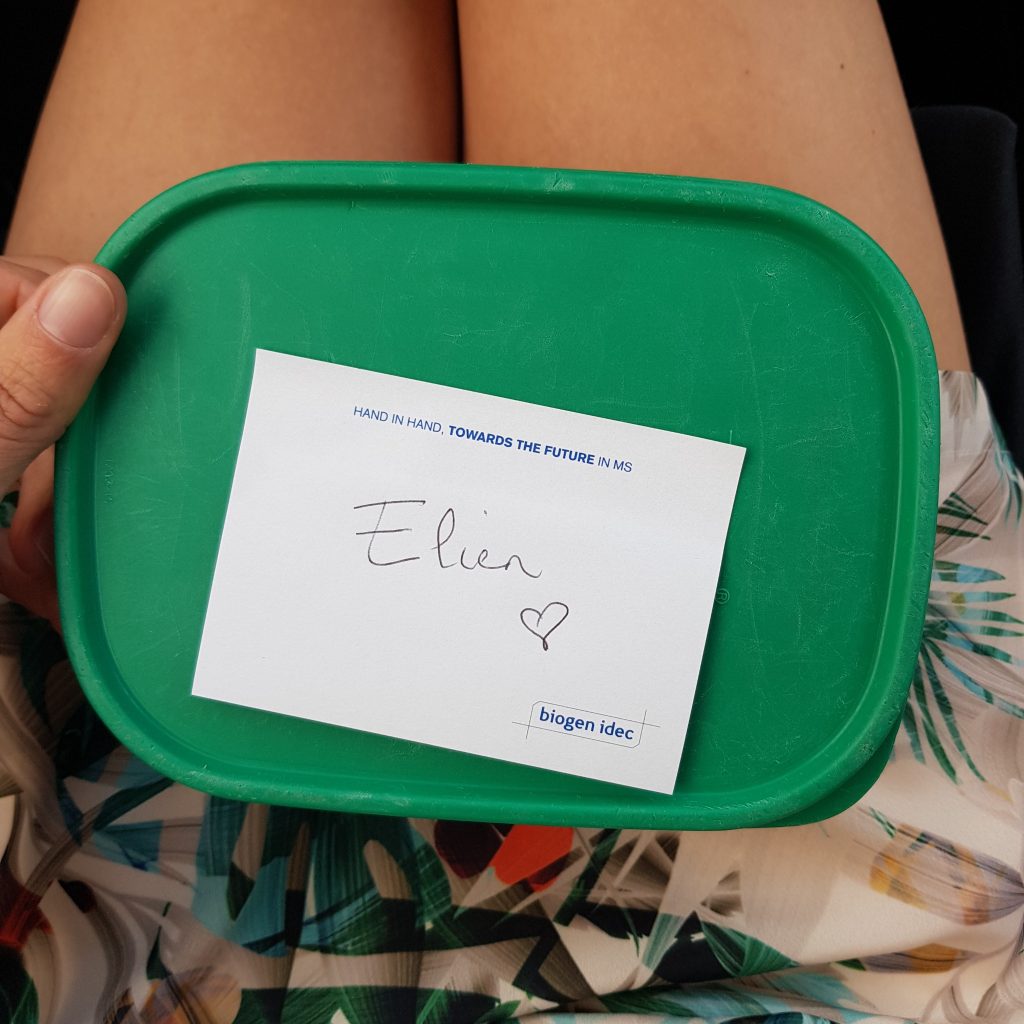 HAND IN HAND, TOWARDS THE FUTURE IN MS
Elien
biogen idec